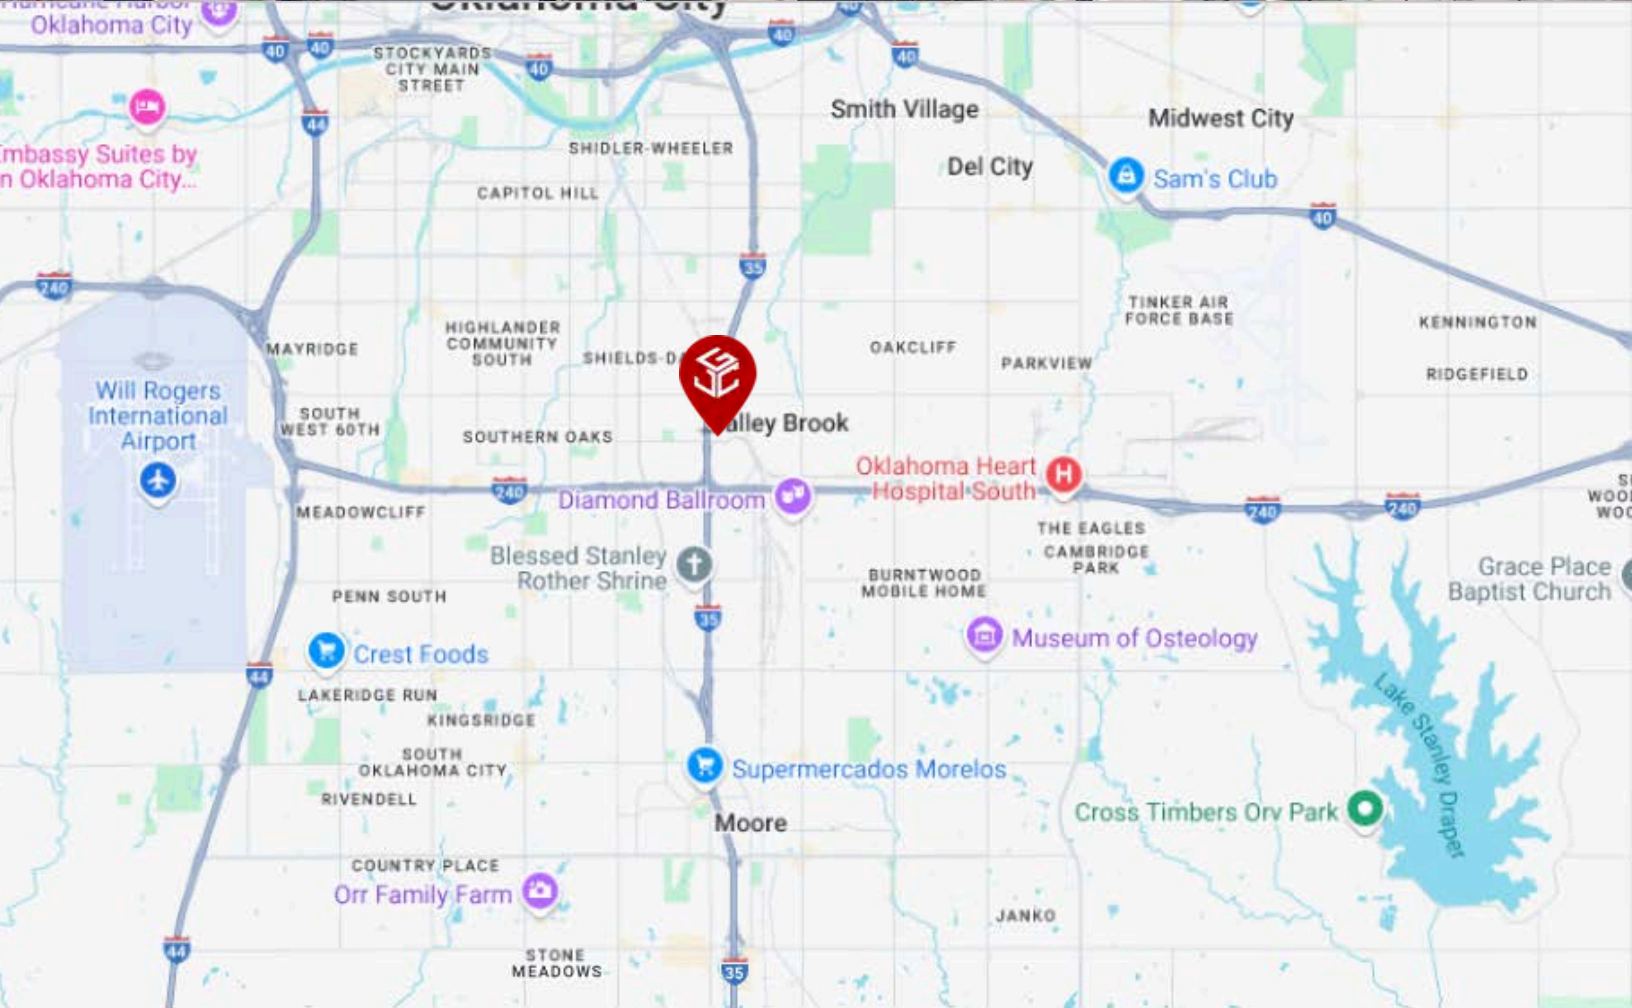 Hurricane Harbor
Oklahoma City
Oklahoma City
40
40
40
40
40
STOCKYARDS
CITY MAIN
STREET
44
Smith Village
Midwest City
Embassy Suites by
n Oklahoma City...
SHIDLER-WHEELER
Del City
Sam's Club
CAPITOL HILL
40
35
240
TINKER AIR
FORCE BASE
KENNINGTON
HIGHLANDER
COMMUNITY
SOUTH
MAYRIDGE
SHIELDS-DA
OAKCLIFF
PARKVIEW
RIDGEFIELD
Will Rogers
International
Airport
SOUTH
WEST 60TH
SOUTHERN OAKS
alley Brook
Oklahoma Heart
Hospital South
H
240
Diamond Ballroom
240
240
MEADOWCLIFF
THE EAGLES
CAMBRIDGE
PARK
Blessed Stanley
Rother Shrine
BURNTWOOD
MOBILE HOME
Grace Place
Baptist Church
PENN SOUTH
35
Crest Foods
Museum of Osteology
44
LAKERIDGE RUN
KINGSRIDGE
Lake Stanley Draper
SOUTH
OKLAHOMA CITY
Supermercados Morelos
RIVENDELL
Cross Timbers Orv Park
Moore
COUNTRY PLACE
Orr Family Farm
JANKO
44
STONE
MEADOWS
35